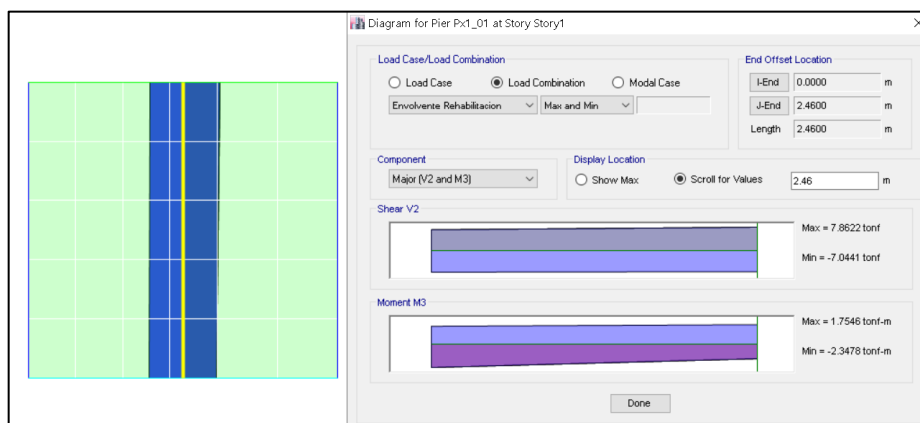 Diagram for Pier Px1_01 at Story Story1
Load Case/Load Combination
Load Case Load Combination Modal Case
Envolvente Rehabilitacion Max and Min
End Offset Location
I-End 0.0000 m
J-End 2.4600 m
Length 2.4600 m
Component
Major (V2 and M3)
Display Location
Show Max Scroll for Values 2.46 m
Shear V2
Max = 7.8622 tonf
Min = -7.0441 tonf
Moment M3
Max = 1.7546 tonf-m
Min = -2.3478 tonf-m
Done